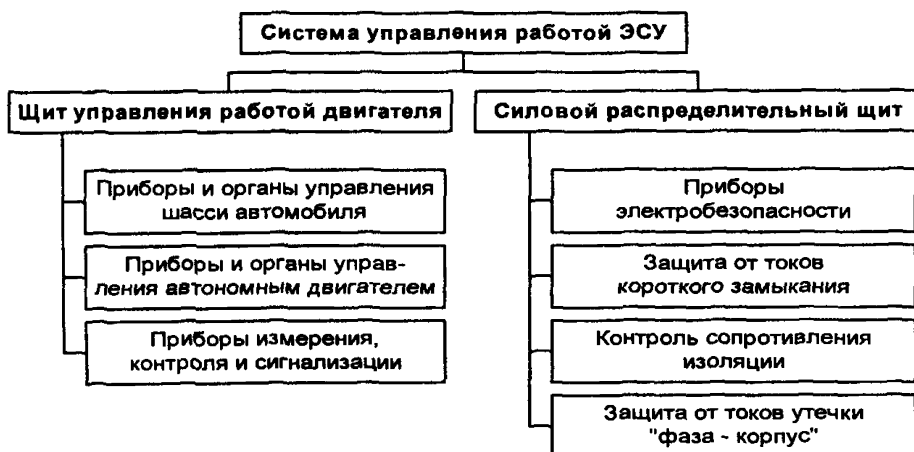 Система управления работой ЭСУ
Щит управления работой двигателя
Приборы и органы управления
шасси автомобиля
Приборы и органы управ-
ления автономным двигателем
Приборы измерения,
контроля и сигнализации
Силовой распределительный щит
Приборы
электробезопасности
Защита от токов
короткого замыкания
Контроль сопротивления
изоляции
Защита от токов утечки
"фаза - корпус"